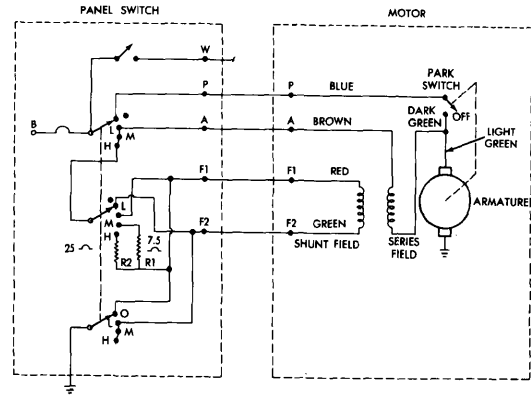 PANEL SWITCH
MOTOR
W
P
P
BLUE
PARK
SWITCH
B
L
A
A
BROWN
DARK
GREEN
OFF
M
H
LIGHT
GREEN
F1
F1
RED
L
M
ARMATURE
H
F2
F2
GREEN
SHUNT FIELD
SERIES
FIELD
25
7.5
R2
R1
O
L
M
H